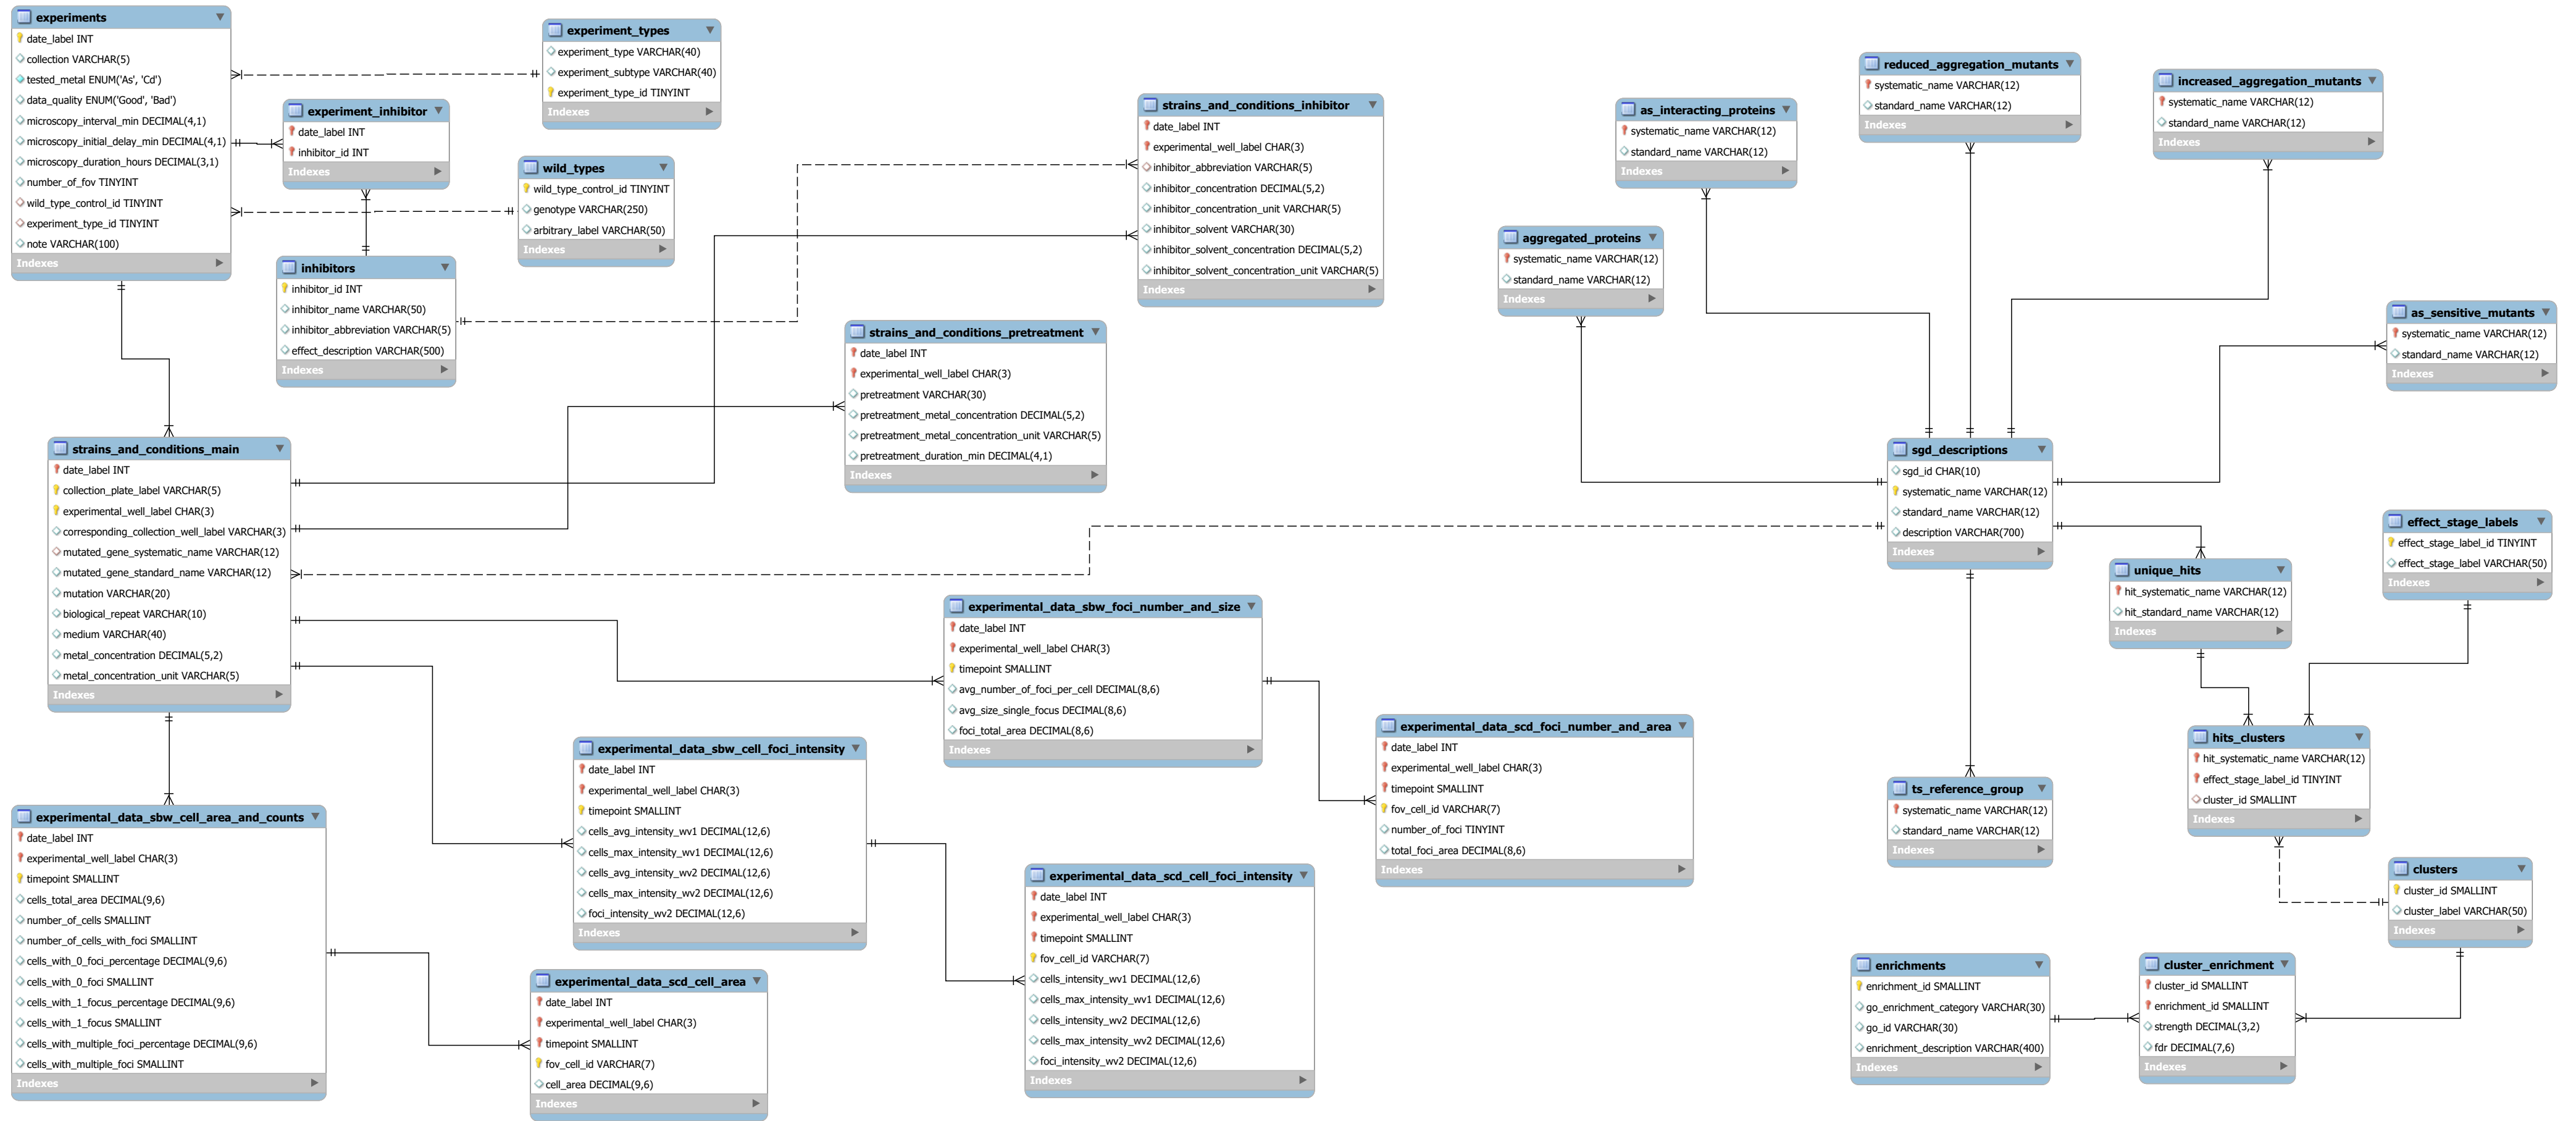 experiments
date_label INT
collection VARCHAR(5)
tested_metal ENUM('As', 'Cd')
data_quality ENUM('Good', 'Bad')
microscopy_interval_min DECIMAL(4,1)
microscopy_initial_delay_min DECIMAL(4,1)
microscopy_duration_hours DECIMAL(3,1)
number_of_fov TINYINT
wild_type_control_id TINYINT
experiment_type_id TINYINT
note VARCHAR(100)
Indexes
experiment_types
experiment_type VARCHAR(40)
experiment_subtype VARCHAR(40)
experiment_type_id TINYINT
Indexes
experiment_inhibitor
date_label INT
inhibitor_id INT
Indexes
wild_types
wild_type_control_id TINYINT
genotype VARCHAR(250)
arbitrary_label VARCHAR(50)
Indexes
inhibitors
inhibitor_id INT
inhibitor_name VARCHAR(50)
inhibitor_abbreviation VARCHAR(5)
effect_description VARCHAR(500)
Indexes
strains_and_conditions_inhibitor
date_label INT
experimental_well_label CHAR(3)
inhibitor_abbreviation VARCHAR(5)
inhibitor_concentration DECIMAL(5,2)
inhibitor_concentration_unit VARCHAR(5)
inhibitor_solvent VARCHAR(30)
inhibitor_solvent_concentration DECIMAL(5,2)
inhibitor_solvent_concentration_unit VARCHAR(5)
Indexes
strains_and_conditions_pretreatment
date_label INT
experimental_well_label CHAR(3)
pretreatment VARCHAR(30)
pretreatment_metal_concentration DECIMAL(5,2)
pretreatment_metal_concentration_unit VARCHAR(5)
pretreatment_duration_min DECIMAL(4,1)
Indexes
strains_and_conditions_main
date_label INT
collection_plate_label VARCHAR(5)
experimental_well_label CHAR(3)
corresponding_collection_well_label VARCHAR(3)
mutated_gene_systematic_name VARCHAR(12)
mutated_gene_standard_name VARCHAR(12)
mutation VARCHAR(20)
biological_repeat VARCHAR(10)
medium VARCHAR(40)
metal_concentration DECIMAL(5,2)
metal_concentration_unit VARCHAR(5)
Indexes
experimental_data_sbw_cell_area_and_counts
date_label INT
experimental_well_label CHAR(3)
timepoint SMALLINT
cells_total_area DECIMAL(9,6)
number_of_cells SMALLINT
number_of_cells_with_foci SMALLINT
cells_with_0_foci_percentage DECIMAL(9,6)
cells_with_0_foci SMALLINT
cells_with_1_focus_percentage DECIMAL(9,6)
cells_with_1_focus SMALLINT
cells_with_multiple_foci_percentage DECIMAL(9,6)
cells_with_multiple_foci SMALLINT
Indexes
experimental_data_sbw_cell_foci_intensity
date_label INT
experimental_well_label CHAR(3)
timepoint SMALLINT
cells_avg_intensity_wv1 DECIMAL(12,6)
cells_max_intensity_wv1 DECIMAL(12,6)
cells_avg_intensity_wv2 DECIMAL(12,6)
cells_max_intensity_wv2 DECIMAL(12,6)
foci_intensity_wv2 DECIMAL(12,6)
Indexes
experimental_data_scd_cell_area
date_label INT
experimental_well_label CHAR(3)
timepoint SMALLINT
fov_cell_id VARCHAR(7)
cell_area DECIMAL(9,6)
Indexes
experimental_data_sbw_foci_number_and_size
date_label INT
experimental_well_label CHAR(3)
timepoint SMALLINT
avg_number_of_foci_per_cell DECIMAL(8,6)
avg_size_single_focus DECIMAL(8,6)
foci_total_area DECIMAL(8,6)
Indexes
experimental_data_scd_cell_foci_intensity
date_label INT
experimental_well_label CHAR(3)
timepoint SMALLINT
fov_cell_id VARCHAR(7)
cells_intensity_wv1 DECIMAL(12,6)
cells_max_intensity_wv1 DECIMAL(12,6)
cells_intensity_wv2 DECIMAL(12,6)
cells_max_intensity_wv2 DECIMAL(12,6)
foci_intensity_wv2 DECIMAL(12,6)
Indexes
experimental_data_scd_foci_number_and_area
date_label INT
experimental_well_label CHAR(3)
timepoint SMALLINT
fov_cell_id VARCHAR(7)
number_of_foci TINYINT
total_foci_area DECIMAL(8,6)
Indexes
aggregated_proteins
systematic_name VARCHAR(12)
standard_name VARCHAR(12)
Indexes
as_interacting_proteins
systematic_name VARCHAR(12)
standard_name VARCHAR(12)
Indexes
reduced_aggregation_mutants
systematic_name VARCHAR(12)
standard_name VARCHAR(12)
Indexes
increased_aggregation_mutants
systematic_name VARCHAR(12)
standard_name VARCHAR(12)
Indexes
as_sensitive_mutants
systematic_name VARCHAR(12)
standard_name VARCHAR(12)
Indexes
sgd_descriptions
sgd_id CHAR(10)
systematic_name VARCHAR(12)
standard_name VARCHAR(12)
description VARCHAR(700)
Indexes
effect_stage_labels
effect_stage_label_id TINYINT
effect_stage_label VARCHAR(50)
Indexes
unique_hits
hit_systematic_name VARCHAR(12)
hit_standard_name VARCHAR(12)
Indexes
hits_clusters
hit_systematic_name VARCHAR(12)
effect_stage_label_id TINYINT
cluster_id SMALLINT
Indexes
ts_reference_group
systematic_name VARCHAR(12)
standard_name VARCHAR(12)
Indexes
clusters
cluster_id SMALLINT
cluster_label VARCHAR(50)
Indexes
enrichments
enrichment_id SMALLINT
go_enrichment_category VARCHAR(30)
go_id VARCHAR(30)
enrichment_description VARCHAR(400)
Indexes
cluster_enrichment
cluster_id SMALLINT
enrichment_id SMALLINT
strength DECIMAL(3,2)
fdr DECIMAL(7,6)
Indexes